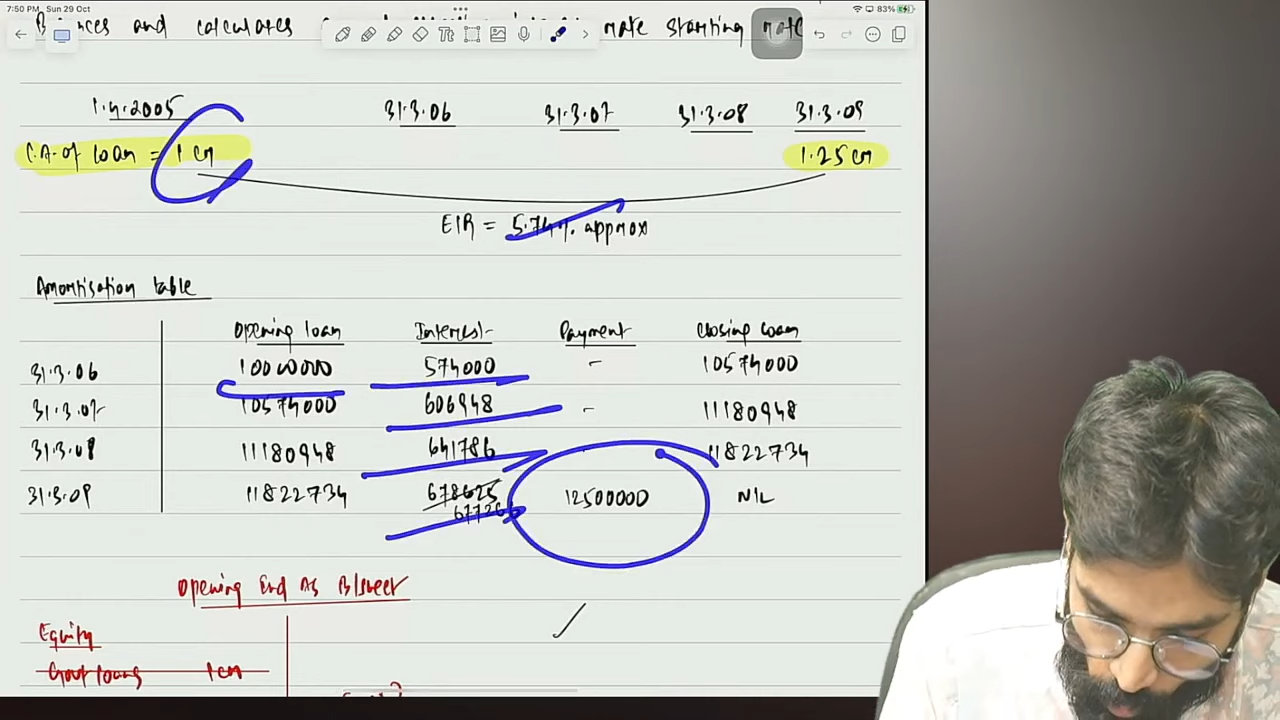 7:50 PM Sun 29 Oct
83%
and calculates
mate starting
1.4.2005 31.3.06 31.3.07 31.3.08 31.3.09
C.A. of loan = 1 cr 1.25 cr
EIR = 5.74% approx
Amortisation table
Opening loan Interest Payment Closing loan
31.3.06 10000000 574000 - 10574000
31.3.07 10574000 606948 - 11180948
31.3.08 11180948 641786 - 11822734
31.3.09 11822734 678625 12500000 NIL
677266
Opening Ind AS B/Sheet
Equity
Govt loans 1 cr